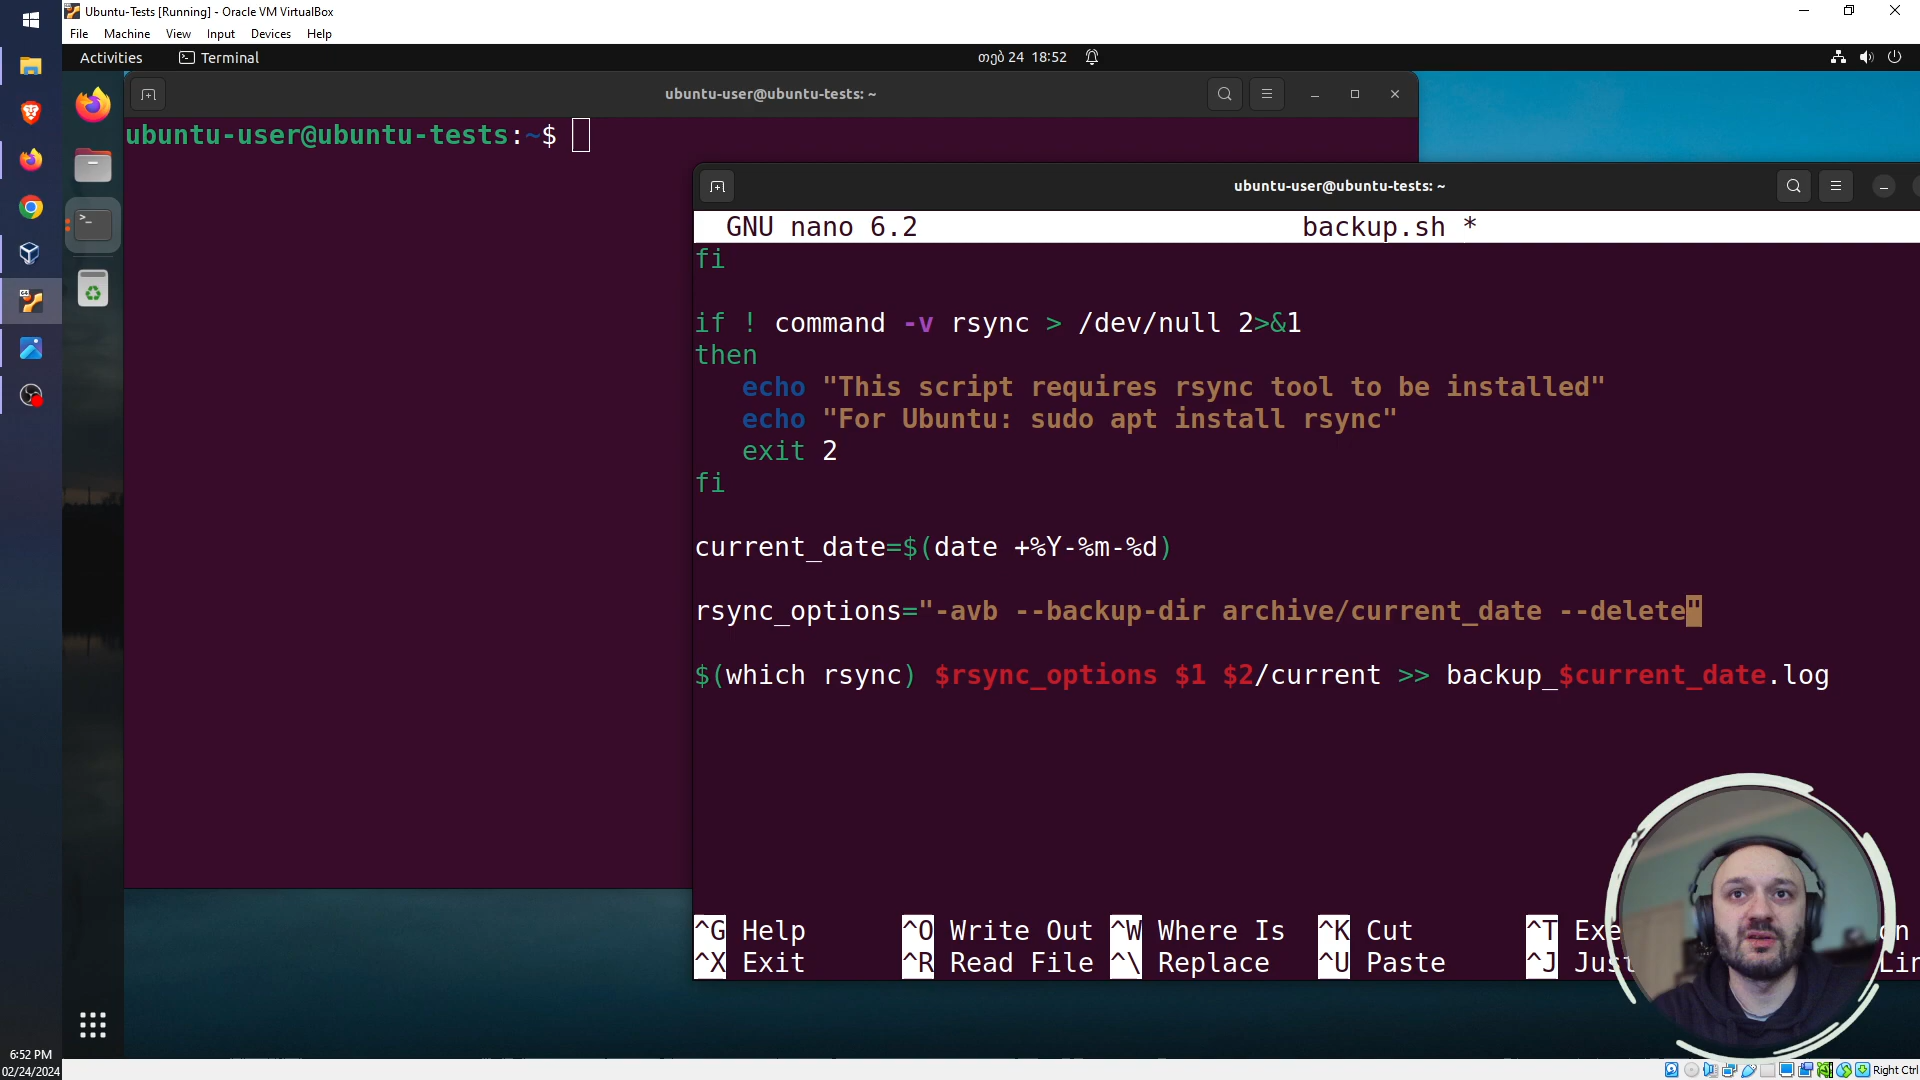 Ubuntu-Tests [Running] - Oracle VM VirtualBox
File Machine View Input Devices Help
Activities Terminal თებ 24 18:52
ubuntu-user@ubuntu-tests: ~
ubuntu-user@ubuntu-tests:~$
ubuntu-user@ubuntu-tests: ~
GNU nano 6.2 backup.sh *
fi
if ! command -v rsync > /dev/null 2>&1
then
echo "This script requires rsync tool to be installed"
echo "For Ubuntu: sudo apt install rsync"
exit 2
fi
current_date=$(date +%Y-%m-%d)
rsync_options="-avb --backup-dir archive/current_date --delete"
$(which rsync) $rsync_options $1 $2/current >> backup_$current_date.log
^G Help ^O Write Out ^W Where Is ^K Cut ^T Exe
^X Exit ^R Read File ^\ Replace ^U Paste ^J Jus
6:52 PM
02/24/2024
Right Ctrl